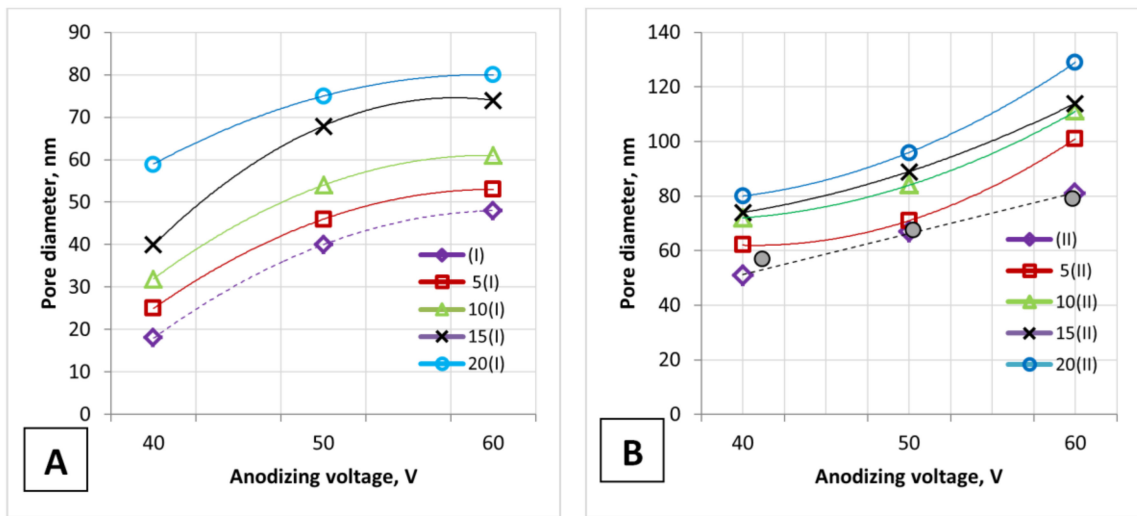 90
80
70
60
50
40
30
20
10
0
Pore diameter, nm
(I)
5(I)
10(I)
15(I)
20(I)
40 50 60
Anodizing voltage, V
A
140
120
100
80
60
40
20
0
Pore diameter, nm
(II)
5(II)
10(II)
15(II)
20(II)
40 50 60
Anodizing voltage, V
B